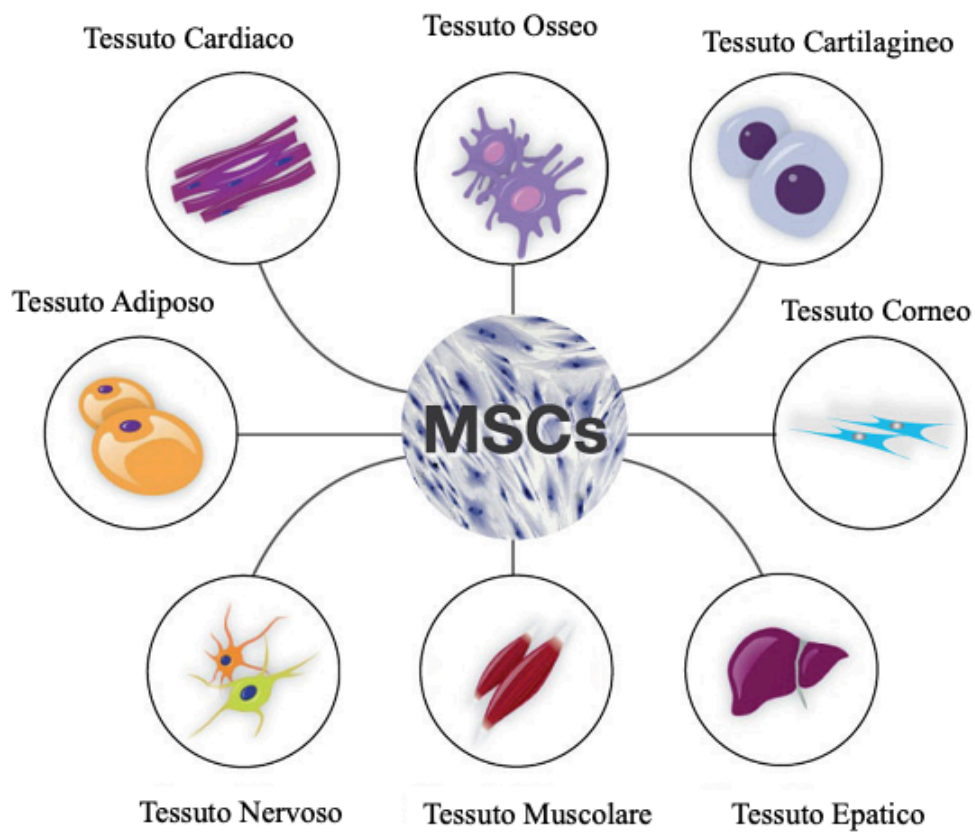 Tessuto Cardiaco
Tessuto Osseo
Tessuto Cartilagineo
Tessuto Adiposo
Tessuto Corneo
MSCs
Tessuto Nervoso
Tessuto Muscolare
Tessuto Epatico